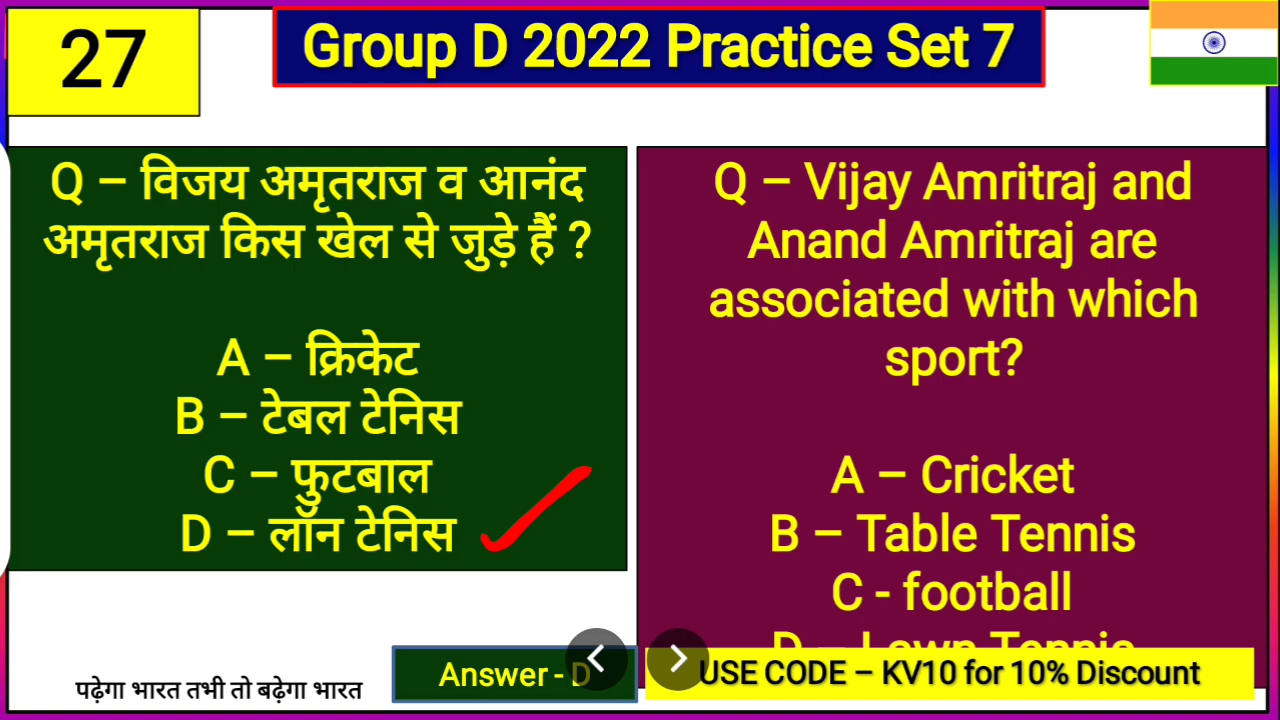 27
Group D 2022 Practice Set 7
Q – विजय अमृतराज व आनंद
अमृतराज किस खेल से जुड़े हैं ?
A – क्रिकेट
B – टेबल टेनिस
C – फुटबाल
D – लॉन टेनिस
Q – Vijay Amritraj and
Anand Amritraj are
associated with which
sport?
A – Cricket
B – Table Tennis
C - football
D – Lawn Tennis
पढ़ेगा भारत तभी तो बढ़ेगा भारत
Answer - D
USE CODE – KV10 for 10% Discount